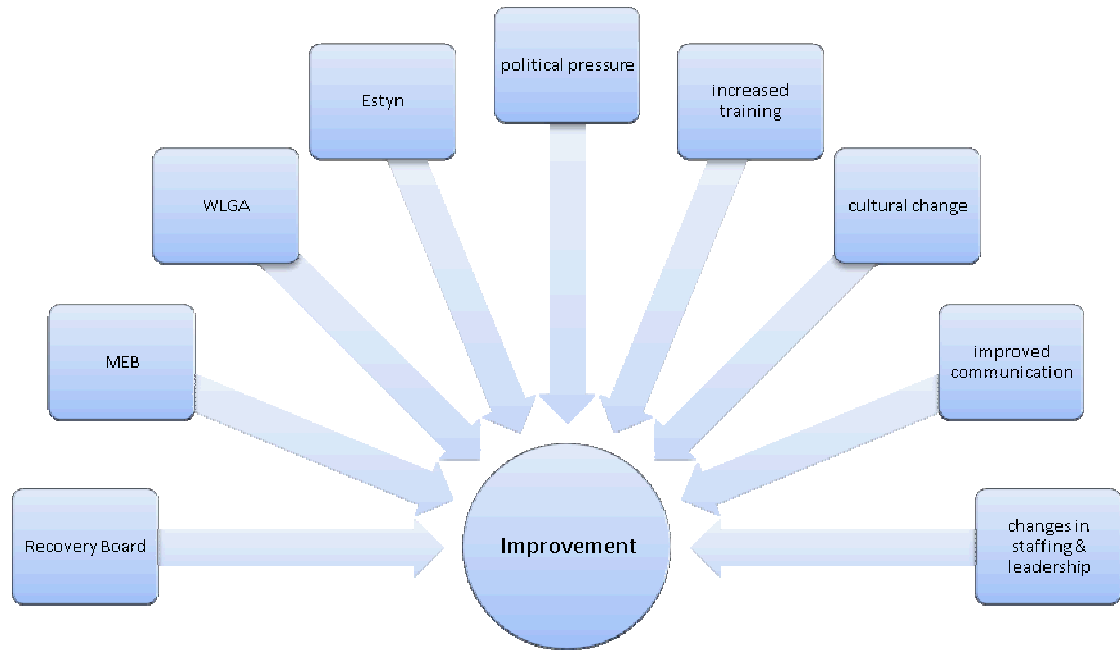 political pressure
Estyn
increased
training
WLGA
cultural change
MEB
improved
communication
Recovery Board
Improvement
changes in
staffing &
leadership